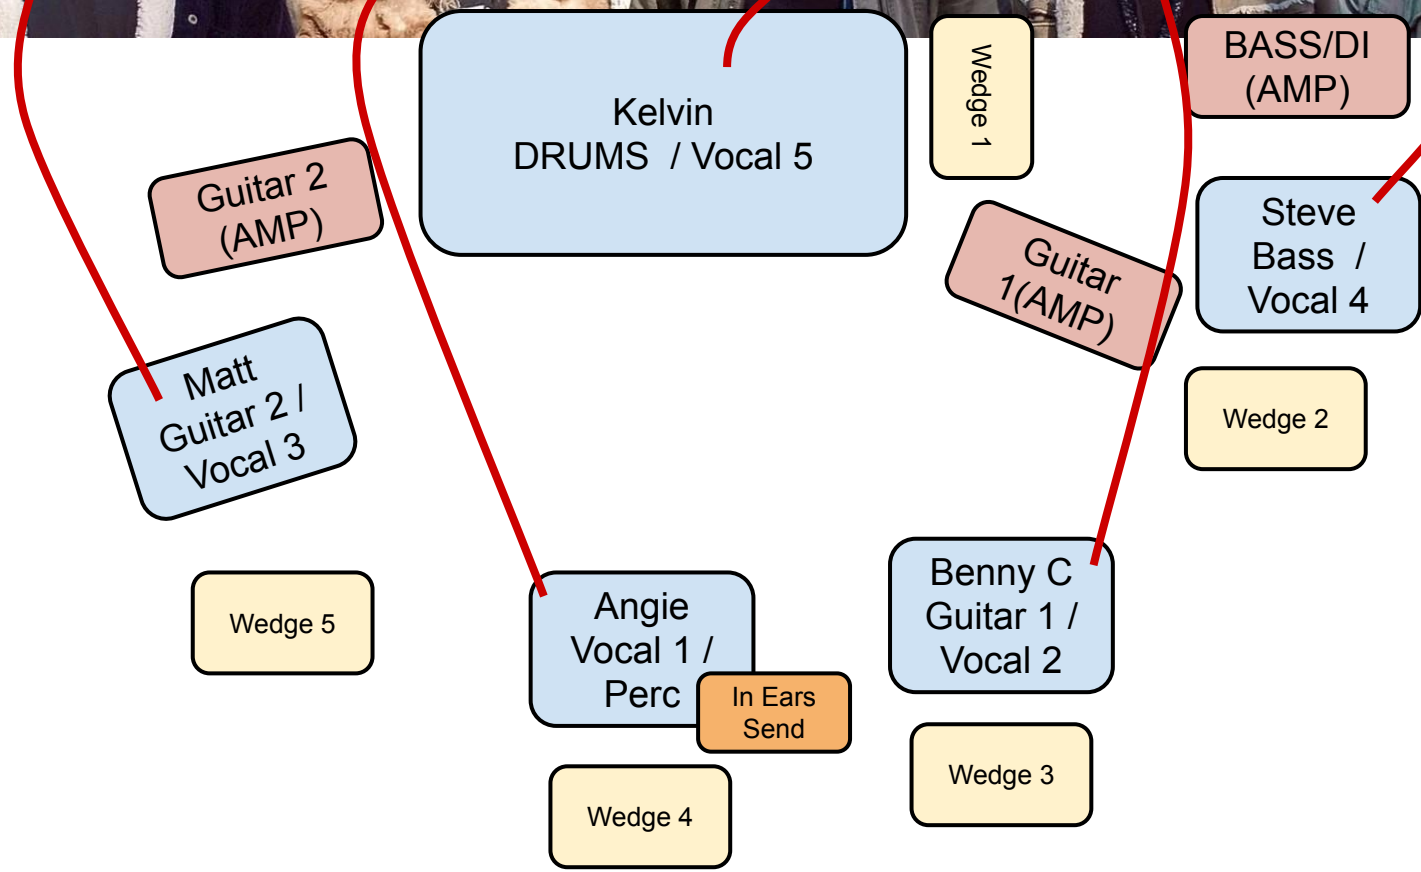 Kelvin
DRUMS / Vocal 5
Wedge 1
BASS/DI
(AMP)
Guitar 2
(AMP)
Steve
Bass /
Vocal 4
Guitar
1(AMP)
Matt
Guitar 2 /
Vocal 3
Wedge 2
Wedge 5
Angie
Vocal 1 /
Perc
In Ears
Send
Benny C
Guitar 1 /
Vocal 2
Wedge 4
Wedge 3